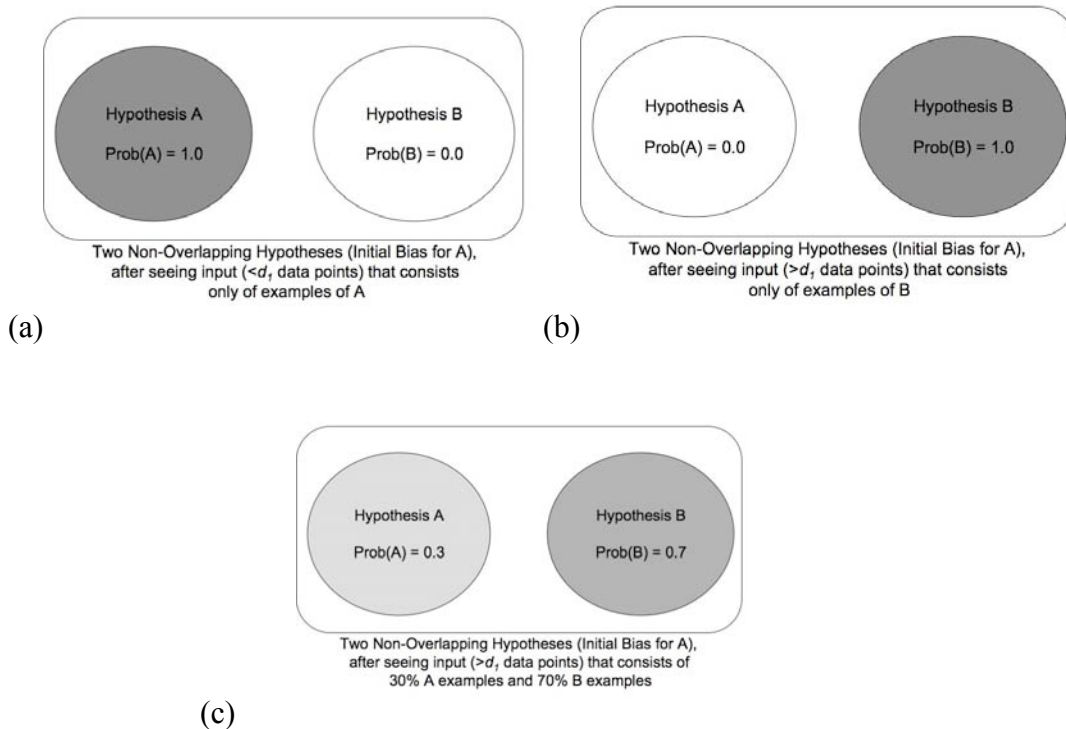 Hypothesis A
Prob(A) = 1.0
Hypothesis B
Prob(B) = 0.0
Two Non-Overlapping Hypotheses (Initial Bias for A),
after seeing input (<d₁ data points) that consists
only of examples of A
(a)
Hypothesis A
Prob(A) = 0.0
Hypothesis B
Prob(B) = 1.0
Two Non-Overlapping Hypotheses (Initial Bias for A),
after seeing input (>d₁ data points) that consists
only of examples of B
(b)
Hypothesis A
Prob(A) = 0.3
Hypothesis B
Prob(B) = 0.7
Two Non-Overlapping Hypotheses (Initial Bias for A),
after seeing input (>d₁ data points) that consists of
30% A examples and 70% B examples
(c)